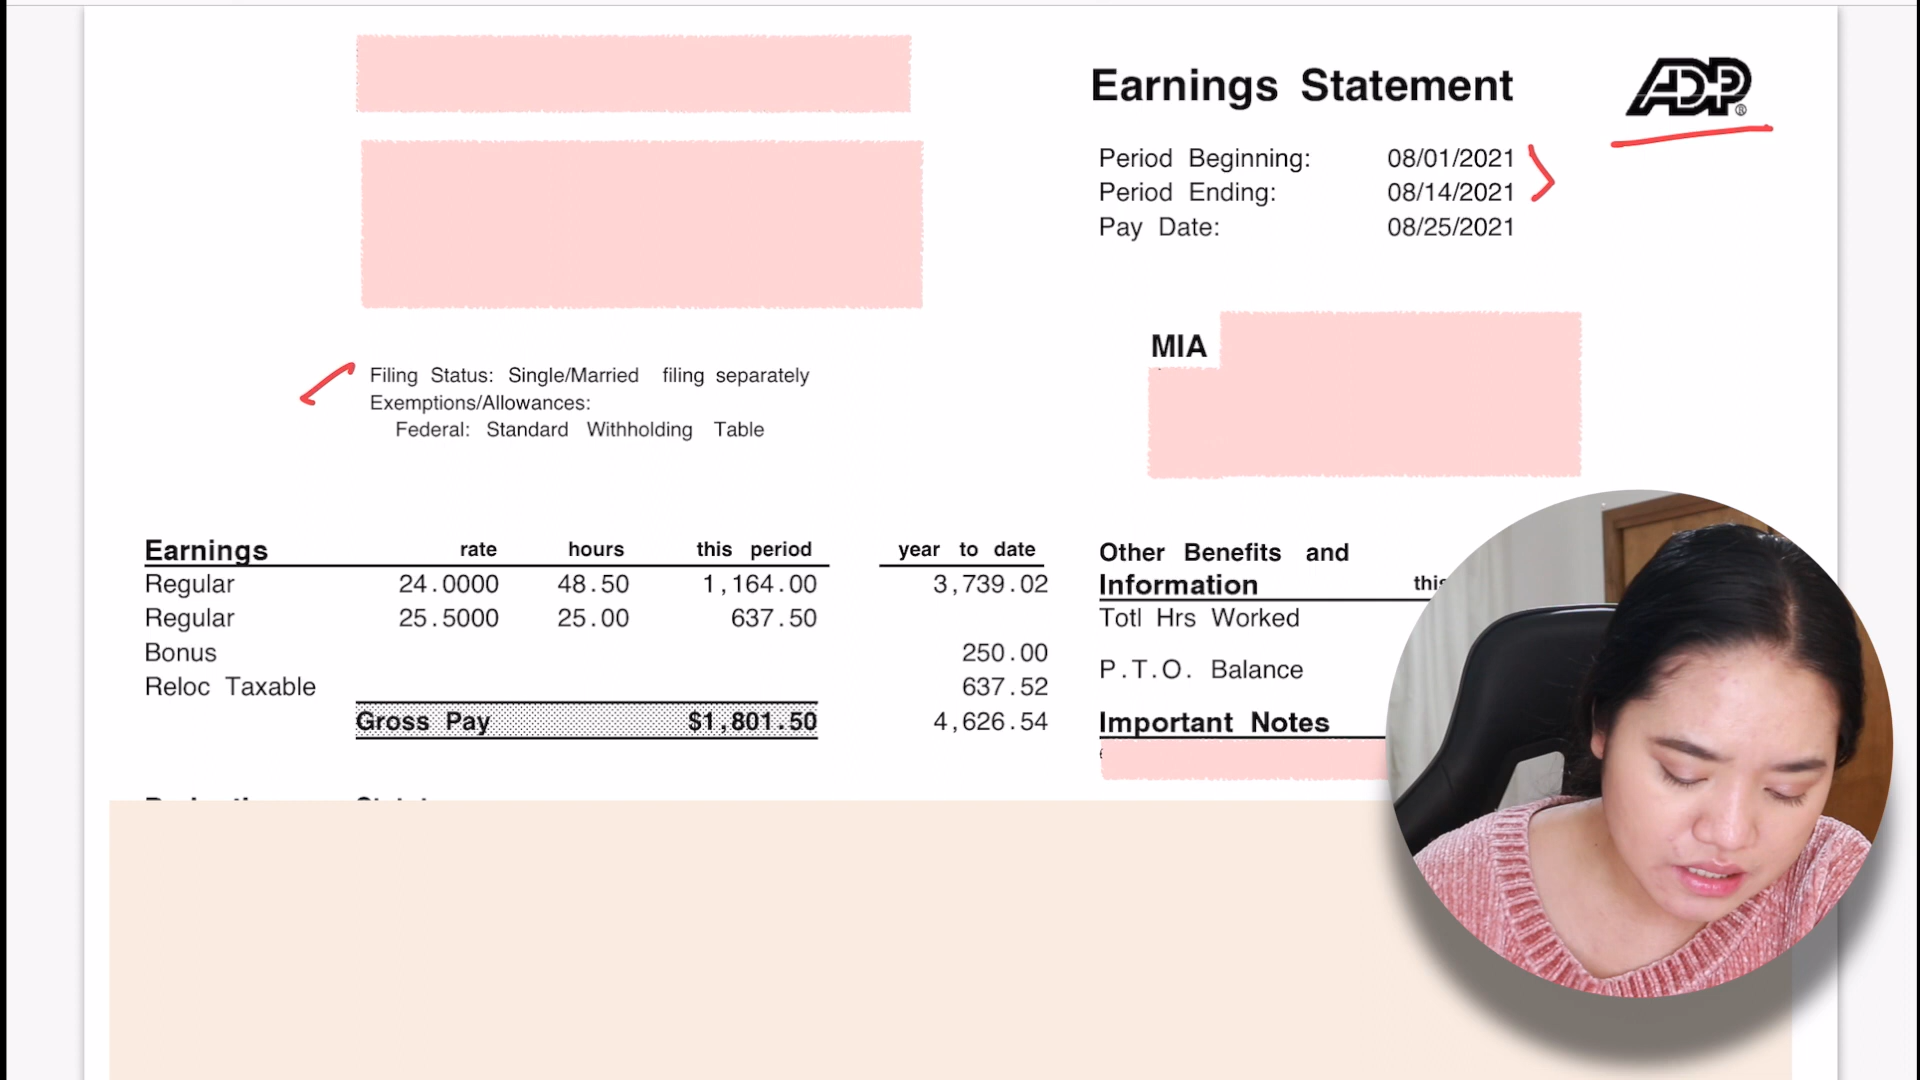 Earnings Statement
ADP®
Period Beginning: 08/01/2021
Period Ending: 08/14/2021
Pay Date: 08/25/2021
MIA
Filing Status: Single/Married filing separately
Exemptions/Allowances:
Federal: Standard Withholding Table
Earnings rate hours this period year to date
Regular 24.0000 48.50 1,164.00 3,739.02
Regular 25.5000 25.00 637.50
Bonus 250.00
Reloc Taxable 637.52
Gross Pay $1,801.50 4,626.54
Other Benefits and
Information this
Totl Hrs Worked
P.T.O. Balance
Important Notes